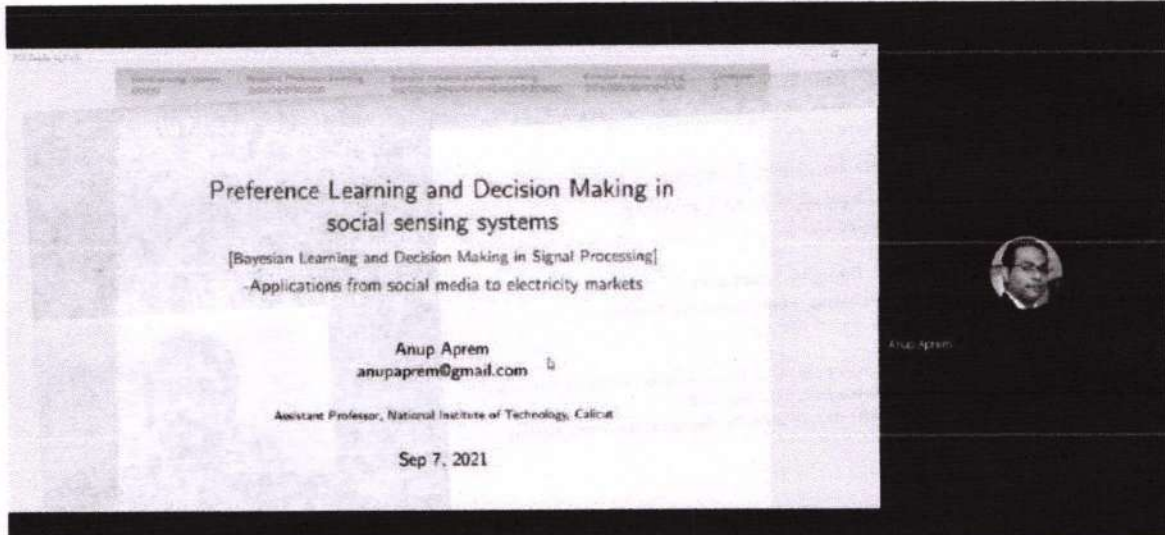 Preference Learning and Decision Making in
social sensing systems
[Bayesian Learning and Decision Making in Signal Processing]
-Applications from social media to electricity markets
Anup Aprem
anupaprem@gmail.com
Assistant Professor, National Institute of Technology, Calicut
Sep 7, 2021
Anup Aprem